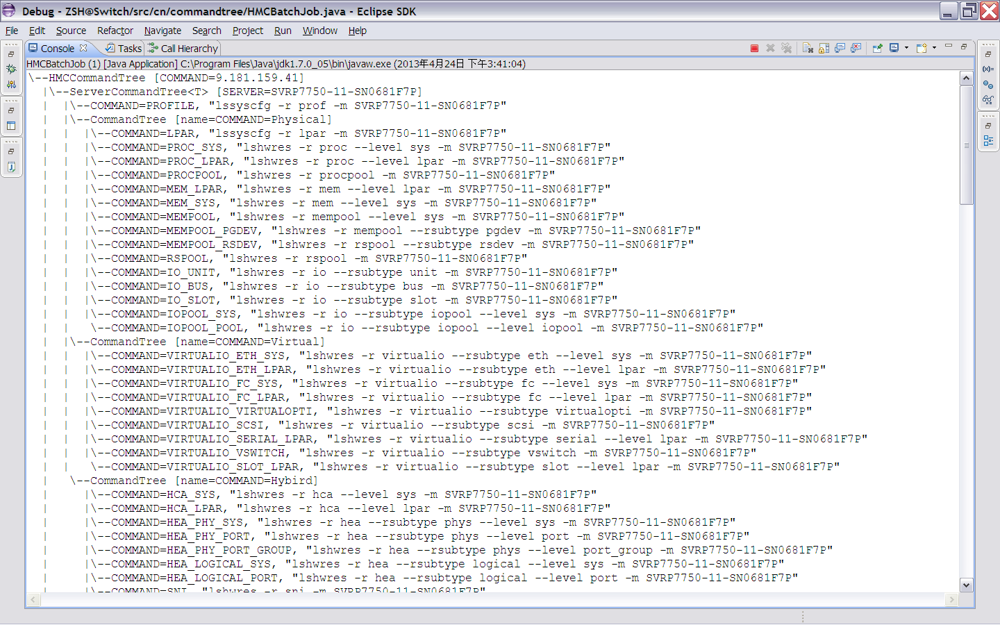 Debug - ZSH@Switch/src/cn/commandtree/HMCBatchJob.java - Eclipse SDK
File Edit Source Refactor Navigate Search Project Run Window Help
Console Tasks Call Hierarchy
HMCBatchJob (1) [Java Application] C:\Program Files\Java\jdk1.7.0_05\bin\javaw.exe (2013年4月24日 下午3:41:04)
\--HMCCommandTree [COMMAND=9.181.159.41]
|\--ServerCommandTree<T> [SERVER=SVRP7750-11-SN0681F7P]
| |\--COMMAND=PROFILE, "lssyscfg -r prof -m SVRP7750-11-SN0681F7P"
| |\--CommandTree [name=COMMAND=Physical]
| | |\--COMMAND=LPAR, "lssyscfg -r lpar -m SVRP7750-11-SN0681F7P"
| | |\--COMMAND=PROC_SYS, "lshwres -r proc --level sys -m SVRP7750-11-SN0681F7P"
| | |\--COMMAND=PROC_LPAR, "lshwres -r proc --level lpar -m SVRP7750-11-SN0681F7P"
| | |\--COMMAND=PROCPOOL, "lshwres -r procpool -m SVRP7750-11-SN0681F7P"
| | |\--COMMAND=MEM_LPAR, "lshwres -r mem --level lpar -m SVRP7750-11-SN0681F7P"
| | |\--COMMAND=MEM_SYS, "lshwres -r mem --level sys -m SVRP7750-11-SN0681F7P"
| | |\--COMMAND=MEMPOOL, "lshwres -r mempool --level sys -m SVRP7750-11-SN0681F7P"
| | |\--COMMAND=MEMPOOL_PGDEV, "lshwres -r mempool --rsubtype pgdev -m SVRP7750-11-SN0681F7P"
| | |\--COMMAND=MEMPOOL_RSDEV, "lshwres -r rspool --rsubtype rsdev -m SVRP7750-11-SN0681F7P"
| | |\--COMMAND=RSPOOL, "lshwres -r rspool -m SVRP7750-11-SN0681F7P"
| | |\--COMMAND=IO_UNIT, "lshwres -r io --rsubtype unit -m SVRP7750-11-SN0681F7P"
| | |\--COMMAND=IO_BUS, "lshwres -r io --rsubtype bus -m SVRP7750-11-SN0681F7P"
| | |\--COMMAND=IO_SLOT, "lshwres -r io --rsubtype slot -m SVRP7750-11-SN0681F7P"
| | |\--COMMAND=IOPOOL_SYS, "lshwres -r io --rsubtype iopool --level sys -m SVRP7750-11-SN0681F7P"
| | \--COMMAND=IOPOOL_POOL, "lshwres -r io --rsubtype iopool --level iopool -m SVRP7750-11-SN0681F7P"
| |\--CommandTree [name=COMMAND=Virtual]
| | |\--COMMAND=VIRTUALIO_ETH_SYS, "lshwres -r virtualio --rsubtype eth --level sys -m SVRP7750-11-SN0681F7P"
| | |\--COMMAND=VIRTUALIO_ETH_LPAR, "lshwres -r virtualio --rsubtype eth --level lpar -m SVRP7750-11-SN0681F7P"
| | |\--COMMAND=VIRTUALIO_FC_SYS, "lshwres -r virtualio --rsubtype fc --level sys -m SVRP7750-11-SN0681F7P"
| | |\--COMMAND=VIRTUALIO_FC_LPAR, "lshwres -r virtualio --rsubtype fc --level lpar -m SVRP7750-11-SN0681F7P"
| | |\--COMMAND=VIRTUALIO_VIRTUALOPTI, "lshwres -r virtualio --rsubtype virtualopti -m SVRP7750-11-SN0681F7P"
| | |\--COMMAND=VIRTUALIO_SCSI, "lshwres -r virtualio --rsubtype scsi -m SVRP7750-11-SN0681F7P"
| | |\--COMMAND=VIRTUALIO_SERIAL_LPAR, "lshwres -r virtualio --rsubtype serial --level lpar -m SVRP7750-11-SN0681F7P"
| | |\--COMMAND=VIRTUALIO_VSWITCH, "lshwres -r virtualio --rsubtype vswitch -m SVRP7750-11-SN0681F7P"
| | \--COMMAND=VIRTUALIO_SLOT_LPAR, "lshwres -r virtualio --rsubtype slot --level lpar -m SVRP7750-11-SN0681F7P"
| \--CommandTree [name=COMMAND=Hybird]
| |\--COMMAND=HCA_SYS, "lshwres -r hca --level sys -m SVRP7750-11-SN0681F7P"
| |\--COMMAND=HCA_LPAR, "lshwres -r hca --level lpar -m SVRP7750-11-SN0681F7P"
| |\--COMMAND=HEA_PHY_SYS, "lshwres -r hea --rsubtype phys --level sys -m SVRP7750-11-SN0681F7P"
| |\--COMMAND=HEA_PHY_PORT, "lshwres -r hea --rsubtype phys --level port -m SVRP7750-11-SN0681F7P"
| |\--COMMAND=HEA_PHY_PORT_GROUP, "lshwres -r hea --rsubtype phys --level port_group -m SVRP7750-11-SN0681F7P"
| |\--COMMAND=HEA_LOGICAL_SYS, "lshwres -r hea --rsubtype logical --level sys -m SVRP7750-11-SN0681F7P"
| |\--COMMAND=HEA_LOGICAL_PORT, "lshwres -r hea --rsubtype logical --level port -m SVRP7750-11-SN0681F7P"
| |\--COMMAND=SNI, "lshwres -r sni -m SVRP7750-11-SN0681F7P"